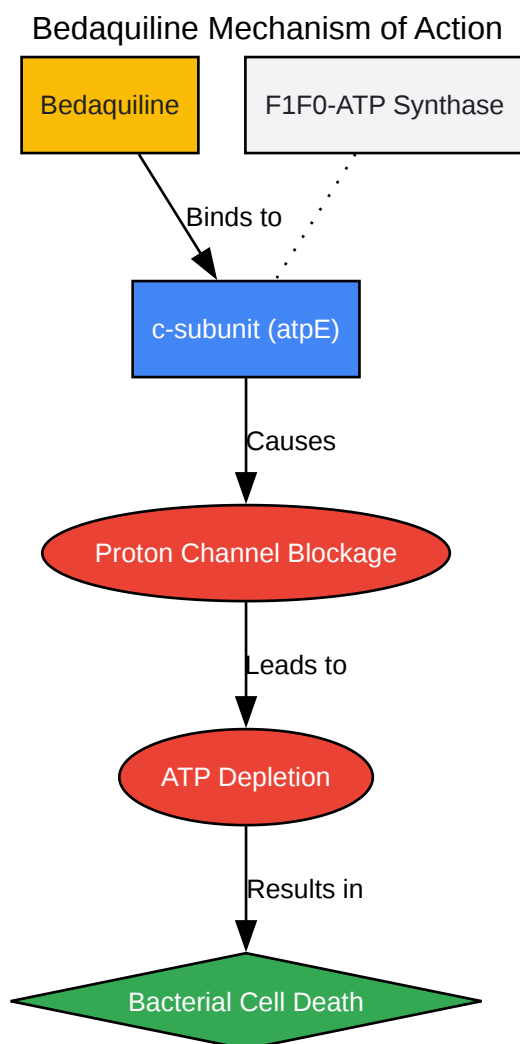 Bedaquiline Mechanism of Action
Bedaquiline
F1F0-ATP Synthase
Binds to
c-subunit (atpE)
Causes
Proton Channel Blockage
Leads to
ATP Depletion
Results in
Bacterial Cell Death